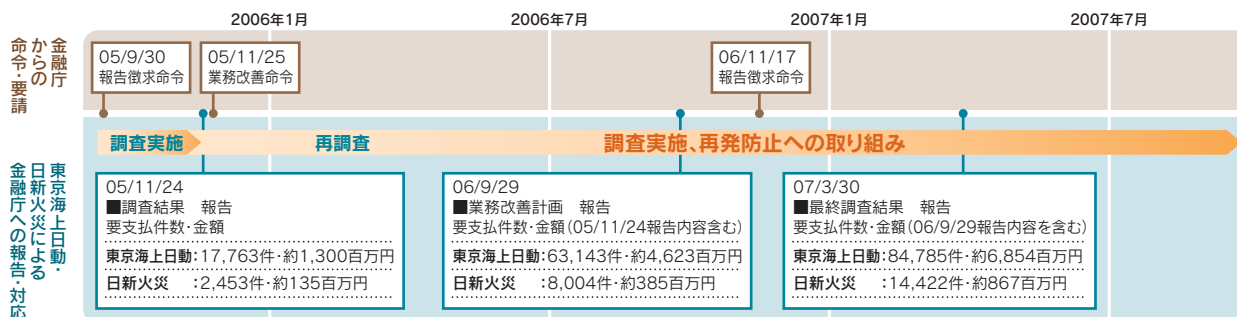 2006年1月
2006年7月
2007年1月
2007年7月
金融庁
からの
命令・要請
05/9/30
報告徴求命令
05/11/25
業務改善命令
06/11/17
報告徴求命令
調査実施
再調査
調査実施、再発防止への取り組み
東京海上日動・
日新火災による
金融庁への報告・対応
05/11/24
■調査結果 報告
要支払件数・金額
東京海上日動：17,763件・約1,300百万円
日新火災 ：2,453件・約135百万円
06/9/29
■業務改善計画 報告
要支払件数・金額（05/11/24報告内容含む）
東京海上日動：63,143件・約4,623百万円
日新火災 ：8,004件・約385百万円
07/3/30
■最終調査結果 報告
要支払件数・金額（06/9/29報告内容を含む）
東京海上日動：84,785件・約6,854百万円
日新火災 ：14,422件・約867百万円